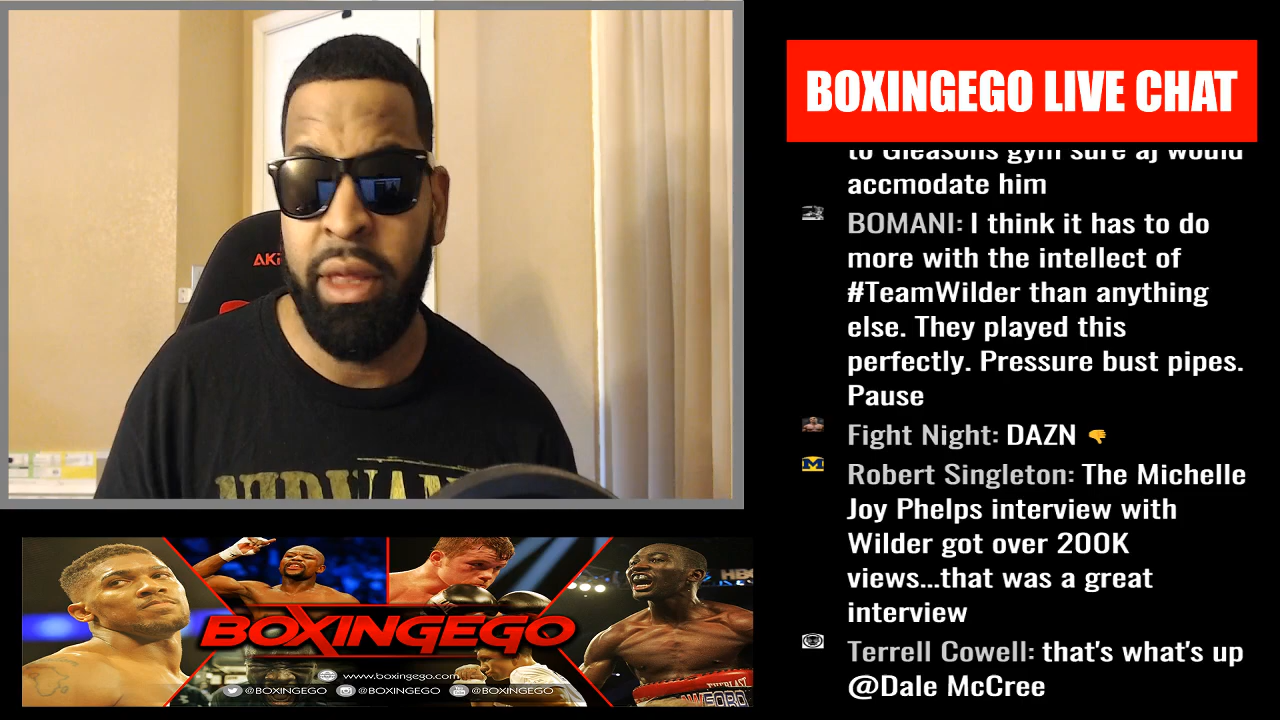 BOXINGEGO LIVE CHAT
to Gleasons gym sure aj would
accmodate him
BOMANI: I think it has to do
more with the intellect of
#TeamWilder than anything
else. They played this
perfectly. Pressure bust pipes.
Pause
Fight Night: DAZN
Robert Singleton: The Michelle
Joy Phelps interview with
Wilder got over 200K
views...that was a great
interview
Terrell Cowell: that's what's up
@Dale McCree
NIRVANA
BOXINGEGO
www.boxingego.com
@BOXINGEGO @BOXINGEGO @BOXINGEGO
HBO
EVERLAST